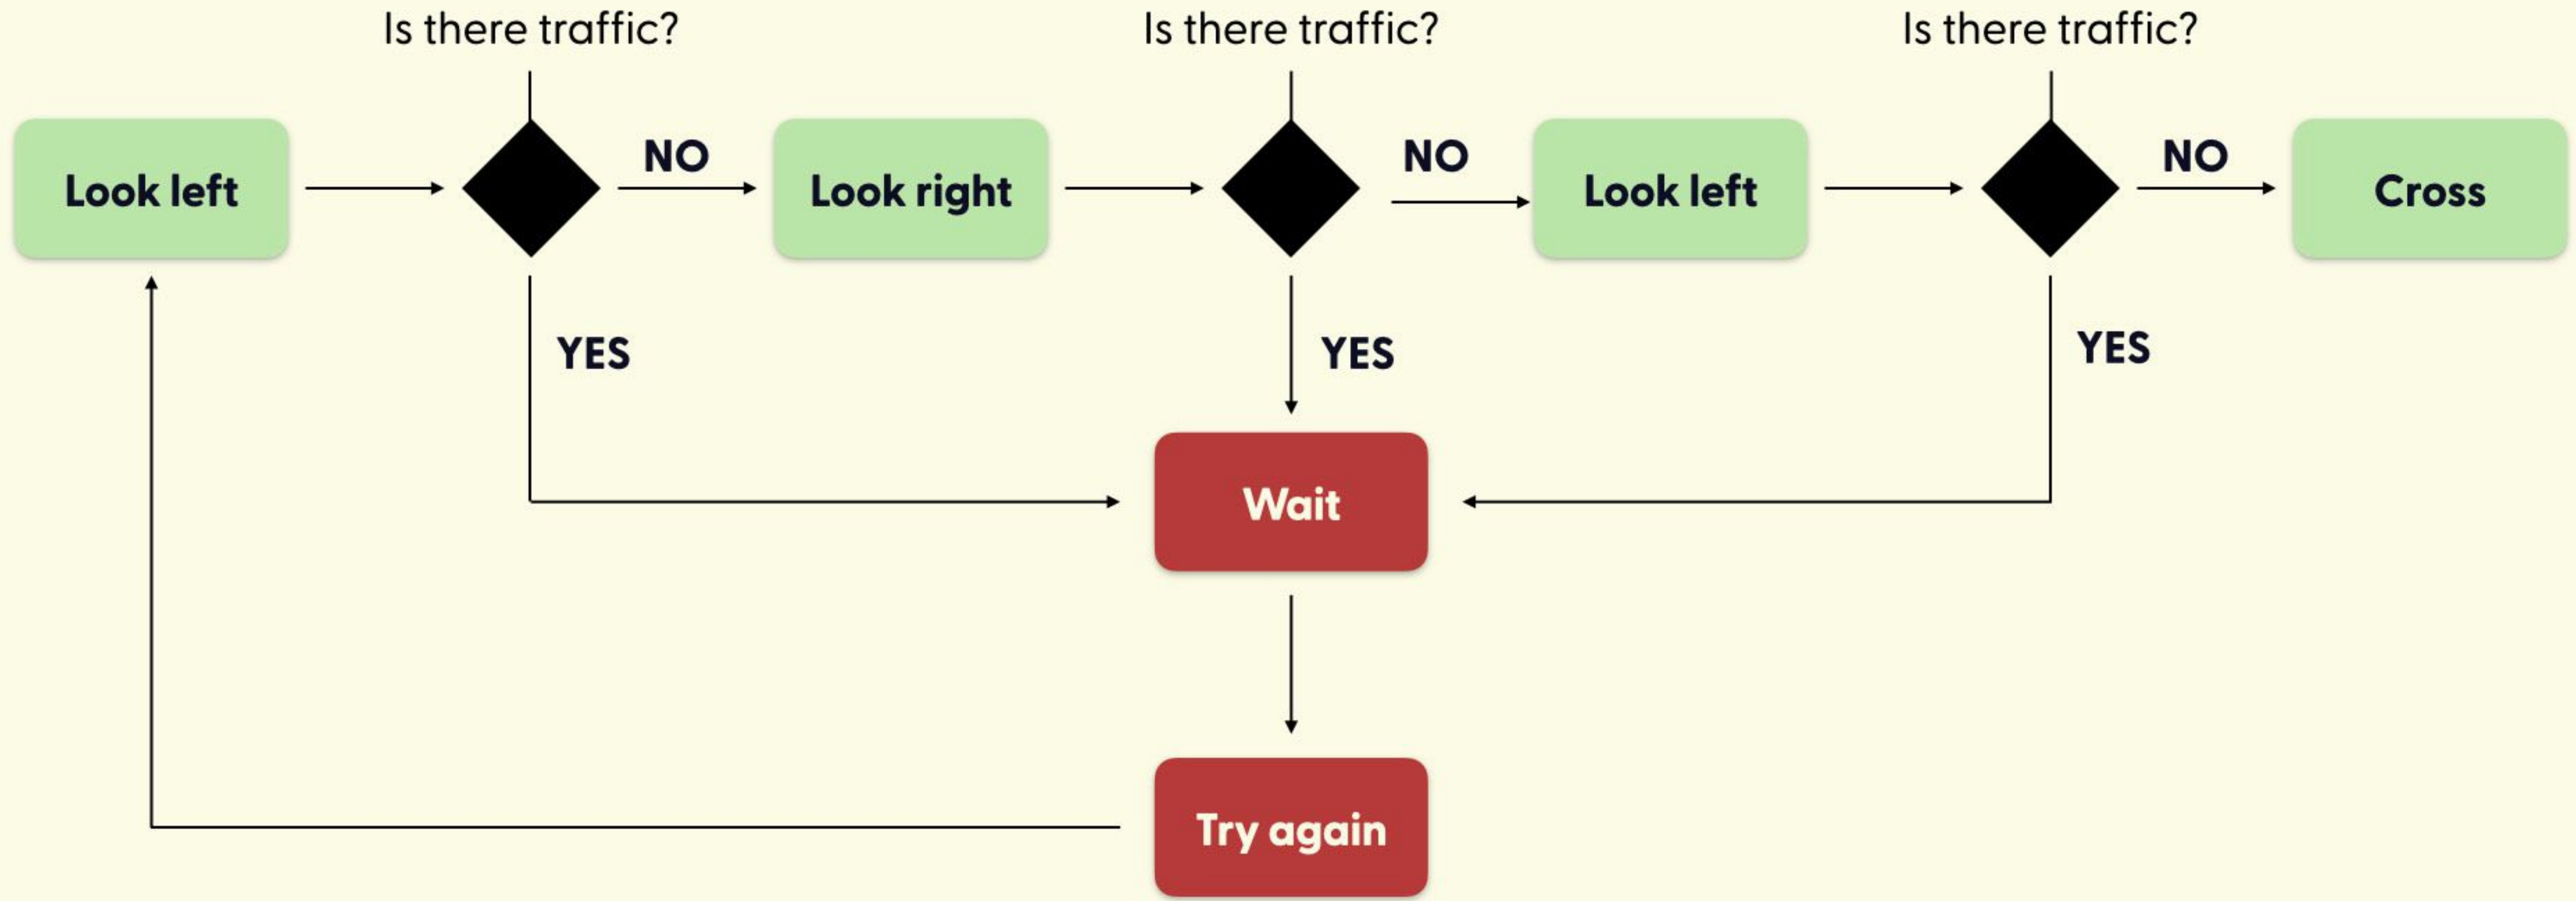 Is there traffic?
Is there traffic?
Is there traffic?
Look left
NO
Look right
NO
Look left
NO
Cross
YES
YES
YES
Wait
Try again